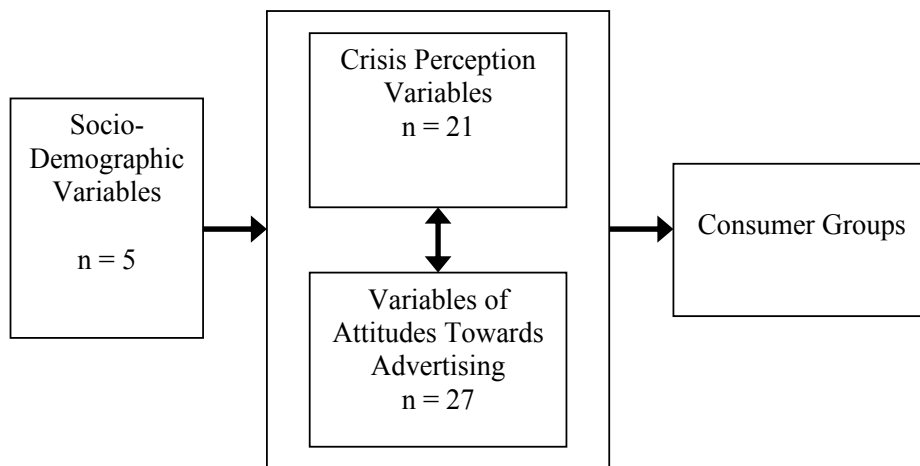 Socio-
Demographic
Variables
n = 5
Crisis Perception
Variables
n = 21
Variables of
Attitudes Towards
Advertising
n = 27
Consumer Groups